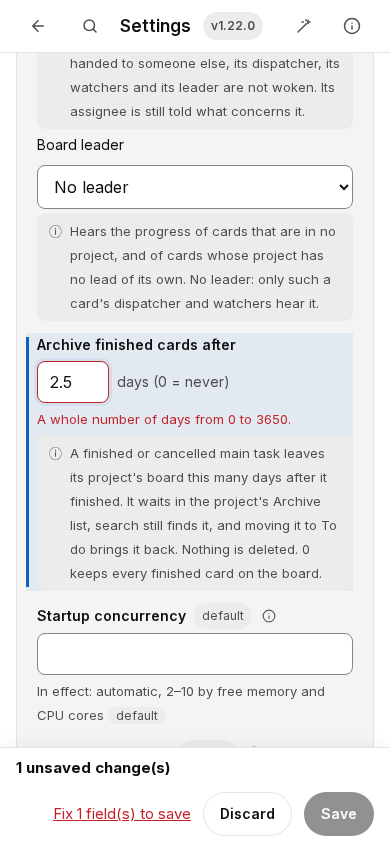 Settings v1.22.0
handed to someone else, its dispatcher, its
watchers and its leader are not woken. Its
assignee is still told what concerns it.
Board leader
No leader
Hears the progress of cards that are in no
project, and of cards whose project has
no lead of its own. No leader: only such a
card's dispatcher and watchers hear it.
Archive finished cards after
2.5 days (0 = never)
A whole number of days from 0 to 3650.
A finished or cancelled main task leaves
its project's board this many days after it
finished. It waits in the project's Archive
list, search still finds it, and moving it to To
do brings it back. Nothing is deleted. 0
keeps every finished card on the board.
Startup concurrency default
In effect: automatic, 2–10 by free memory and
CPU cores default
1 unsaved change(s)
Fix 1 field(s) to save Discard Save